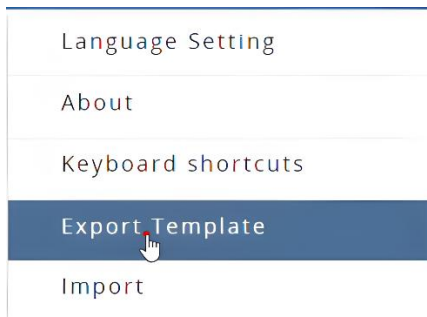 Language Setting
About
Keyboard shortcuts
Export Template
Import